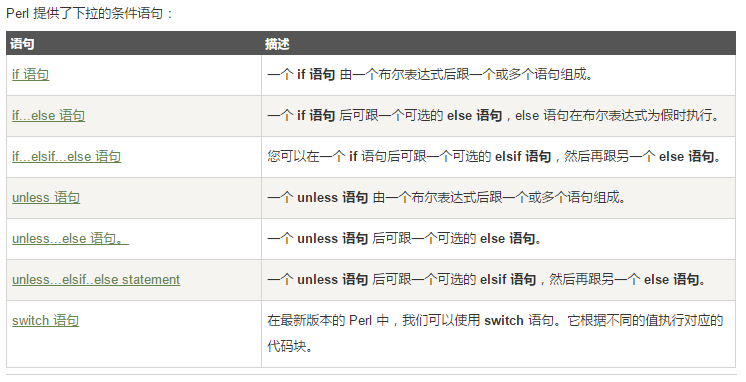 Perl 提供了下拉的条件语句：
语句 描述
if 语句 一个 if 语句 由一个布尔表达式后跟一个或多个语句组成。
if...else 语句 一个 if 语句 后可跟一个可选的 else 语句，else 语句在布尔表达式为假时执行。
if...elsif...else 语句 您可以在一个 if 语句后可跟一个可选的 elsif 语句，然后再跟另一个 else 语句。
unless 语句 一个 unless 语句 由一个布尔表达式后跟一个或多个语句组成。
unless...else 语句。 一个 unless 语句 后可跟一个可选的 else 语句。
unless...elsif..else statement 一个 unless 语句 后可跟一个可选的 elsif 语句，然后再跟另一个 else 语句。
switch 语句 在最新版本的 Perl 中，我们可以使用 switch 语句。它根据不同的值执行对应的
代码块。